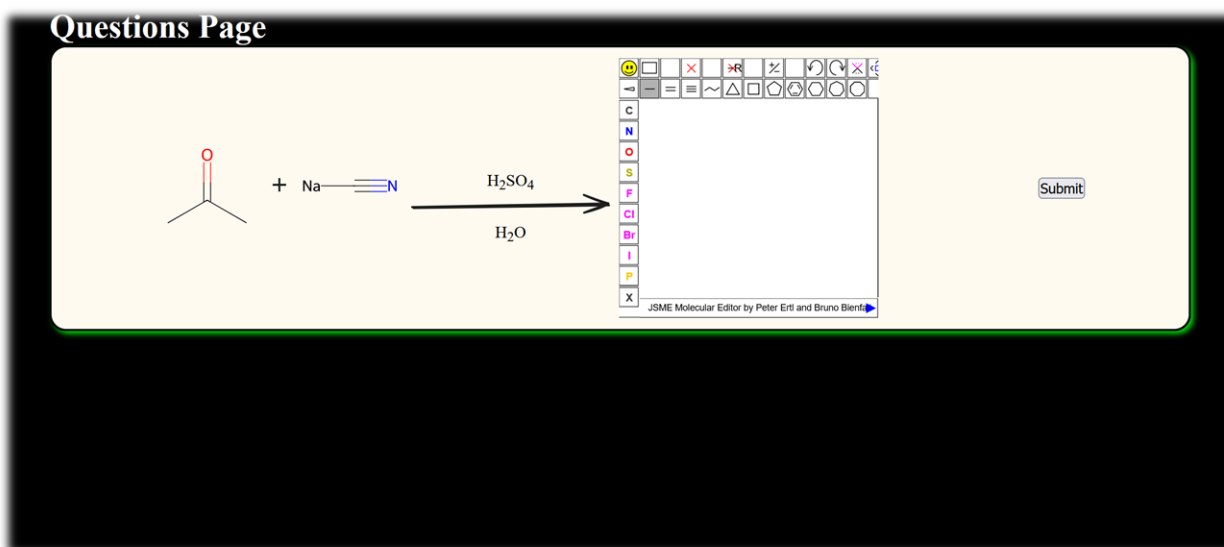 Questions Page
R
C
N
O
S
F
Cl
Br
I
P
X
JSME Molecular Editor by Peter Ertl and Bruno Bienfa
O
+ Na N
H₂SO₄
H₂O
Submit